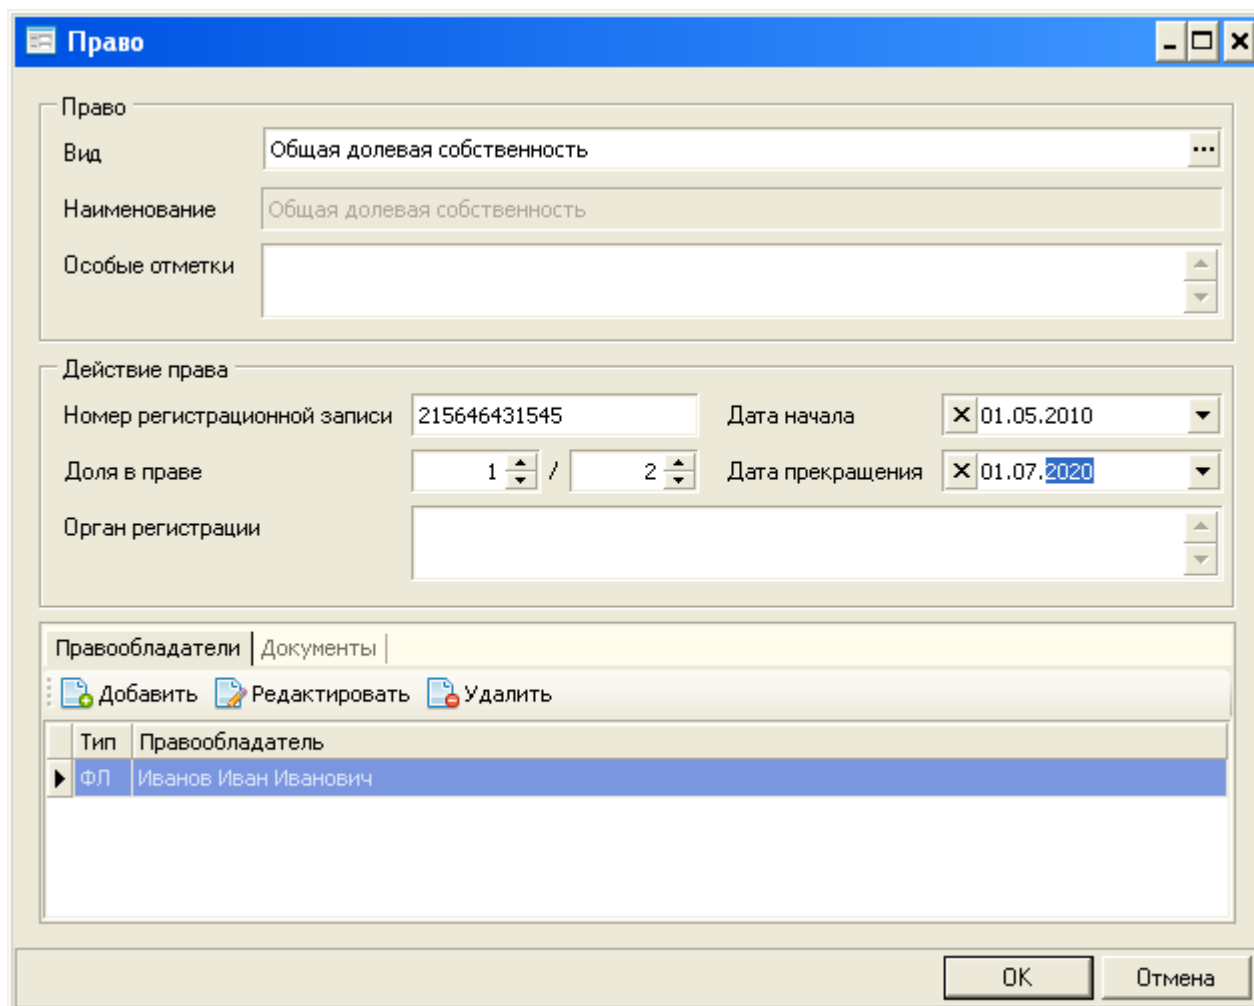 Право
Право
Вид Общая долевая собственность ...
Наименование Общая долевая собственность
Особые отметки
Действие права
Номер регистрационной записи 215646431545 Дата начала 01.05.2010
Доля в праве 1 / 2 Дата прекращения 01.07.2020
Орган регистрации
Правообладатели Документы
Добавить Редактировать Удалить
Тип Правообладатель
ФЛ Иванов Иван Иванович
OK Отмена